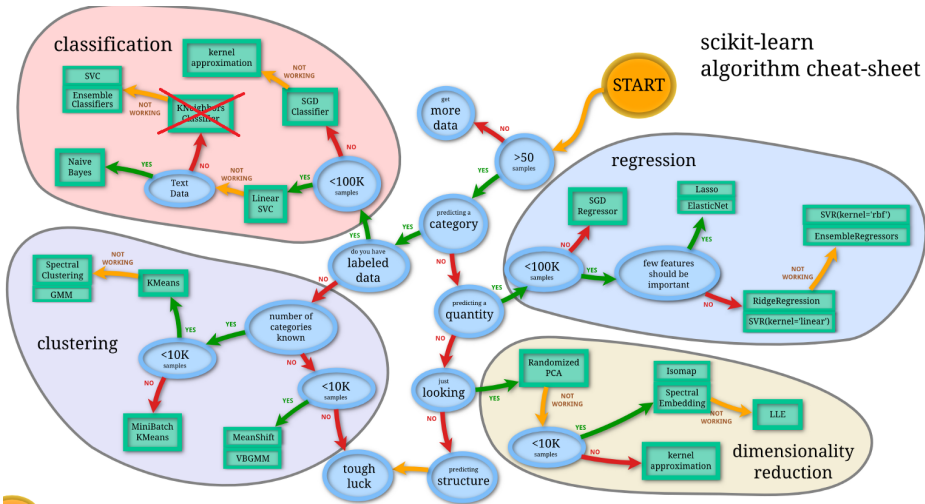 scikit-learn
algorithm cheat-sheet
START
classification
kernel
approximation
NOT
WORKING
SVC
Ensemble
Classifiers
NOT
WORKING
KNeighbors
Classifier
SGD
Classifier
NO
Naive
Bayes
YES
Text
Data
NO
NOT
WORKING
Linear
SVC
YES
<100K
samples
YES
get
more
data
NO
>50
samples
YES
predicting a
category
YES
do you have
labeled
data
NO
NO
predicting a
quantity
YES
NO
just
looking
YES
NO
predicting
structure
tough
luck
regression
SGD
Regressor
NO
<100K
samples
YES
Lasso
ElasticNet
YES
few features
should be
important
NO
SVR(kernel='rbf')
EnsembleRegressors
NOT
WORKING
RidgeRegression
SVR(kernel='linear')
clustering
Spectral
Clustering
GMM
NOT
WORKING
KMeans
YES
<10K
samples
YES
number of
categories
known
NO
NO
MiniBatch
KMeans
<10K
samples
YES
NO
MeanShift
VBGMM
Randomized
PCA
NOT
WORKING
<10K
samples
YES
NO
Isomap
Spectral
Embedding
NOT
WORKING
LLE
kernel
approximation
dimensionality
reduction